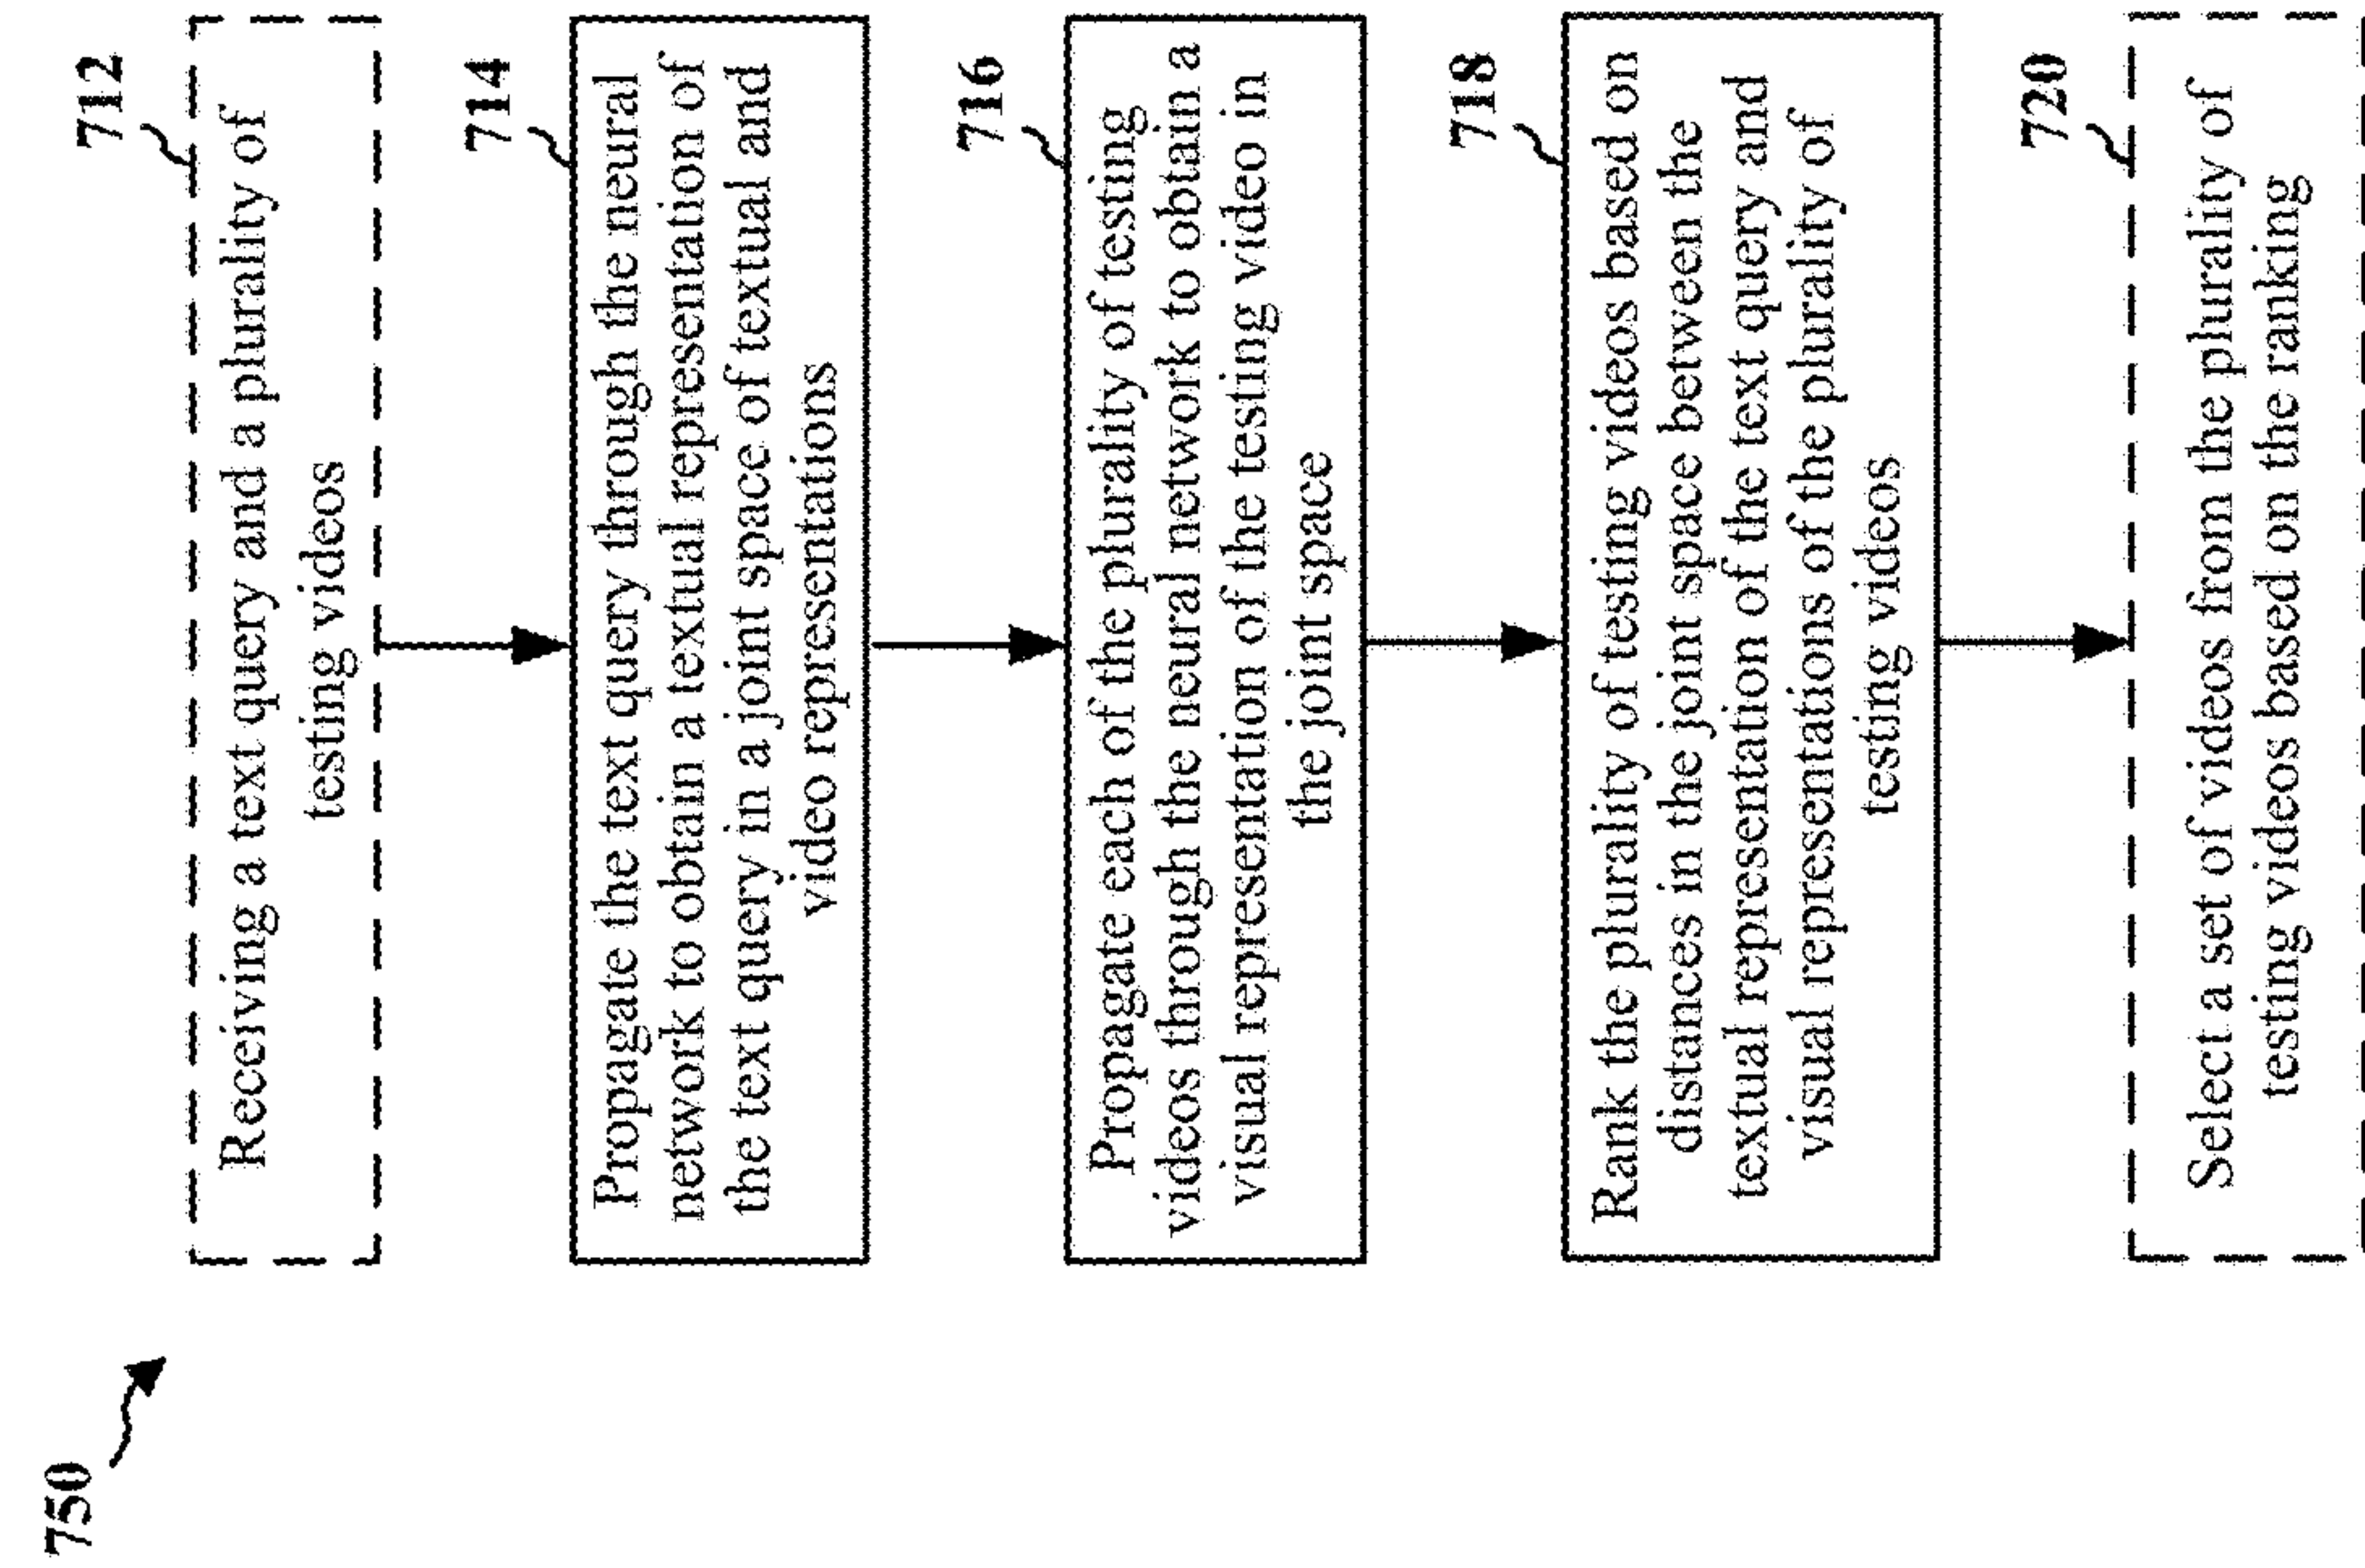 750
712
Receiving a text query and a plurality of
testing videos
714
Propagate the text query through the neural
network to obtain a textual representation of
the text query in a joint space of textual and
video representations
716
Propagate each of the plurality of testing
videos through the neural network to obtain a
visual representation of the testing video in
the joint space
718
Rank the plurality of testing videos based on
distances in the joint space between the
textual representation of the text query and
visual representations of the plurality of
testing videos
720
Select a set of videos from the plurality of
testing videos based on the ranking